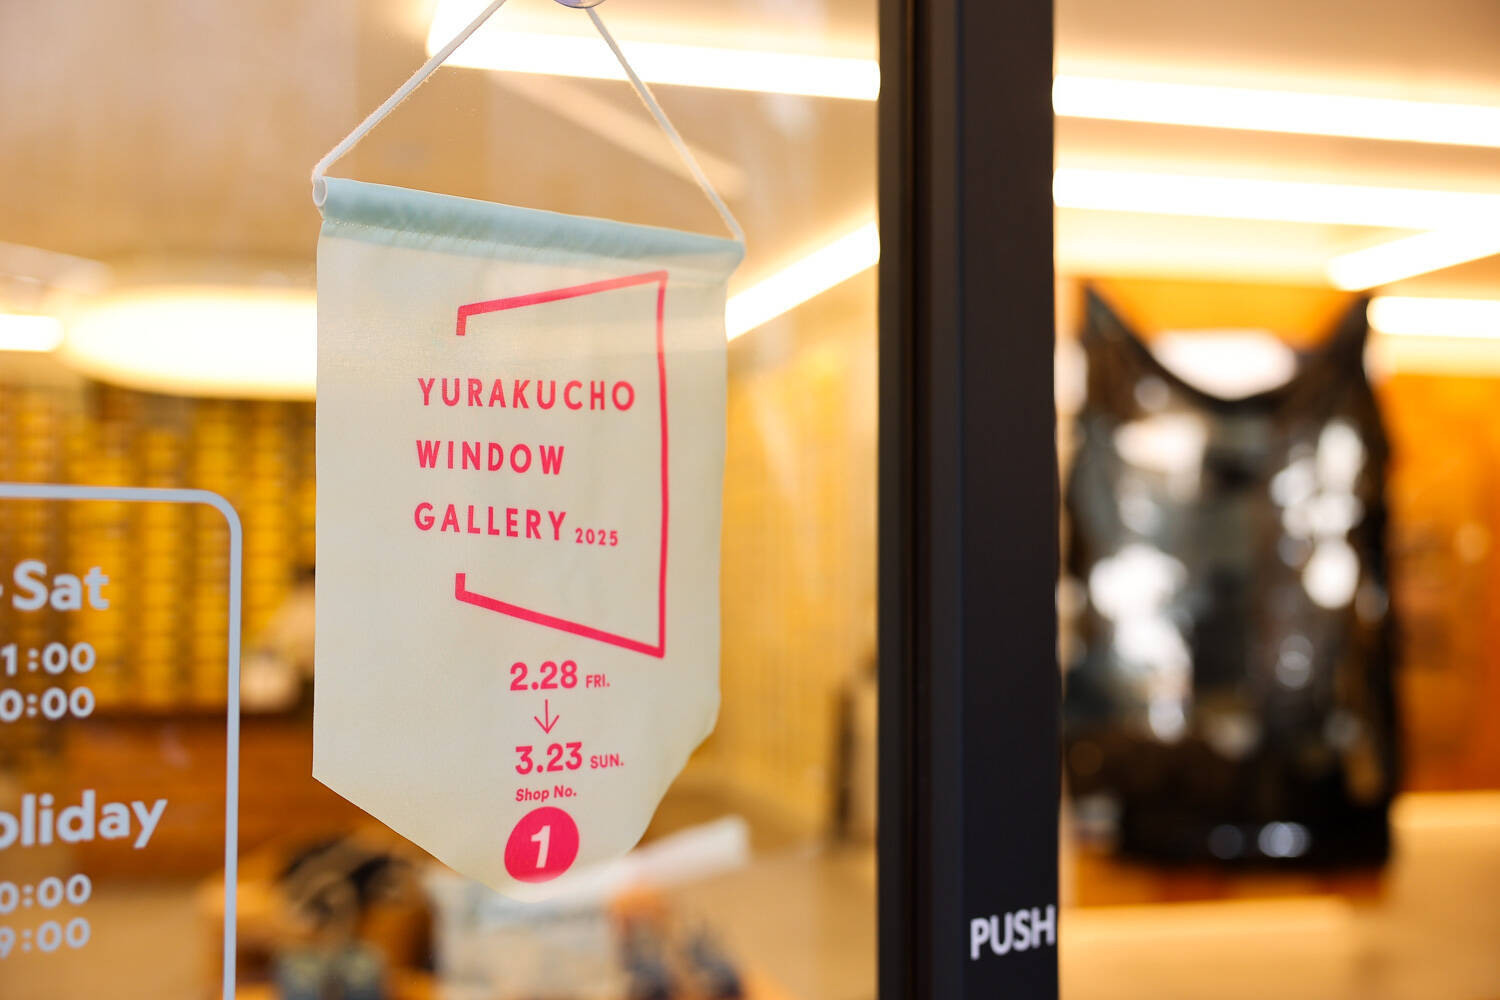 YURAKUCHO
WINDOW
GALLERY 2025
2.28 FRI.
↓
3.23 SUN.
Shop No.
1
Sat
1:00
0:00
oliday
0:00
9:00
PUSH